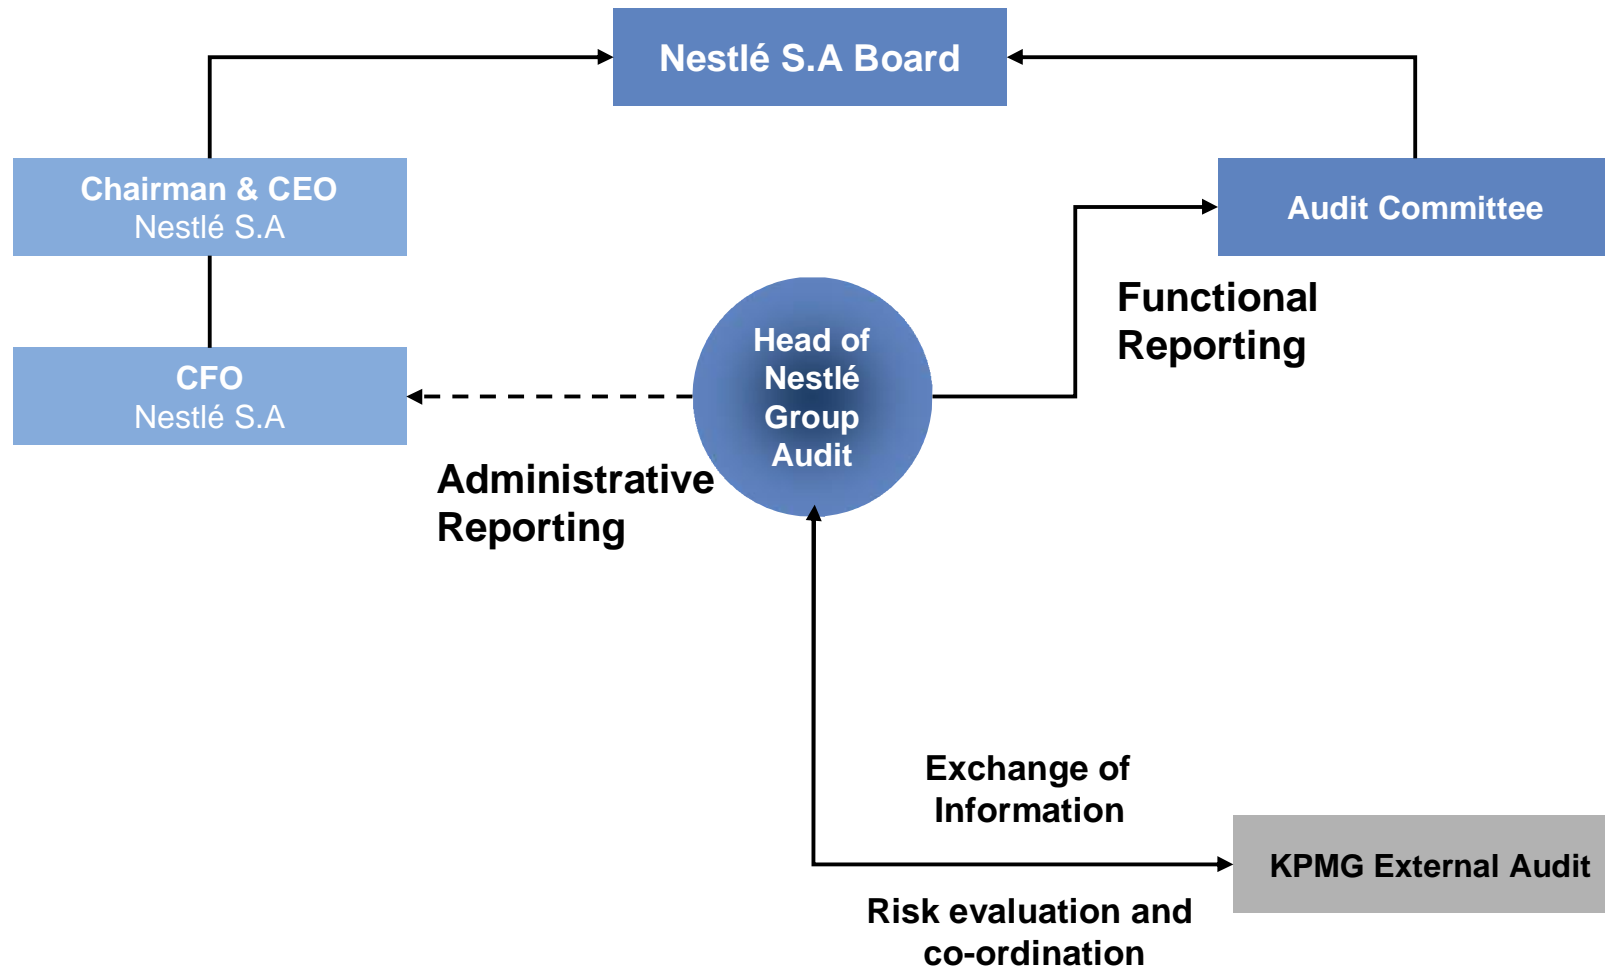 Nestlé S.A Board
Chairman & CEO
Nestlé S.A
Audit Committee
Functional
Reporting
Head of
Nestlé
Group
Audit
CFO
Nestlé S.A
Administrative
Reporting
Exchange of
Information
KPMG External Audit
Risk evaluation and
co-ordination